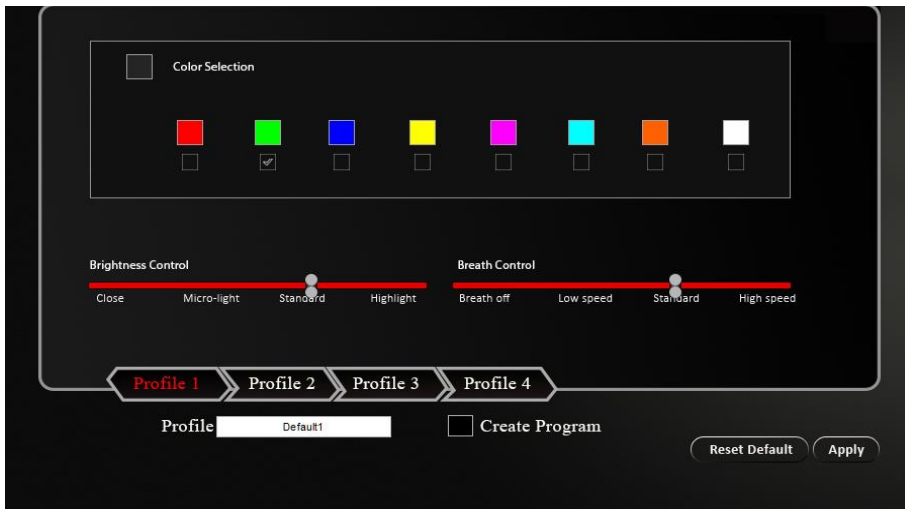 Color Selection
Brightness Control
Breath Control
Close Micro-light Standard Highlight
Breath off Low speed Standard High speed
Profile 1 Profile 2 Profile 3 Profile 4
Profile Default1 Create Program
Reset Default Apply